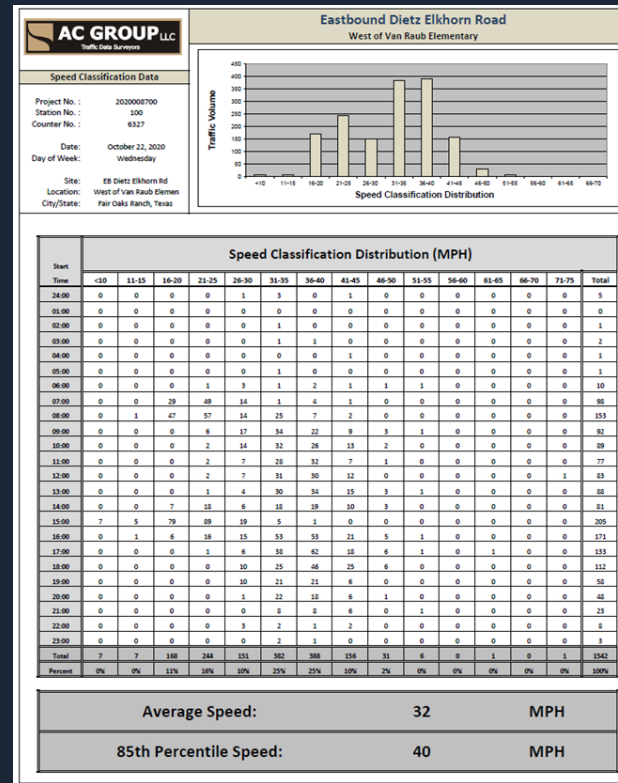 AC GROUP LLC
Traffic Data Surveyors
Speed Classification Data
Project No. : 2020008700
Station No. : 100
Counter No. : 6327
Date: October 22, 2020
Day of Week: Wednesday
Site: EB Dietz Elkhorn Rd
Location: West of Van Raub Elemen
City/State: Fair Oaks Ranch, Texas
Eastbound Dietz Elkhorn Road
West of Van Raub Elementary
Traffic Volume
450
400
350
300
250
200
150
100
50
0
<10 11-15 16-20 21-25 26-30 31-35 36-40 41-45 46-50 51-55 56-60 61-65 66-70
Speed Classification Distribution
Speed Classification Distribution (MPH)
Start
Time <10 11-15 16-20 21-25 26-30 31-35 36-40 41-45 46-50 51-55 56-60 61-65 66-70 71-75 Total
24:00 0 0 0 0 1 3 0 1 0 0 0 0 0 0 5
01:00 0 0 0 0 0 0 0 0 0 0 0 0 0 0 0
02:00 0 0 0 0 0 1 0 0 0 0 0 0 0 0 1
03:00 0 0 0 0 0 1 1 0 0 0 0 0 0 0 2
04:00 0 0 0 0 0 0 0 1 0 0 0 0 0 0 1
05:00 0 0 0 0 0 1 0 0 0 0 0 0 0 0 1
06:00 0 0 0 1 3 1 2 1 1 1 0 0 0 0 10
07:00 0 0 29 49 14 1 4 1 0 0 0 0 0 0 98
08:00 0 1 47 57 14 25 7 2 0 0 0 0 0 0 153
09:00 0 0 0 6 17 34 22 9 3 1 0 0 0 0 92
10:00 0 0 0 2 14 32 26 13 2 0 0 0 0 0 89
11:00 0 0 0 2 7 28 32 7 1 0 0 0 0 0 77
12:00 0 0 0 2 7 31 30 12 0 0 0 0 0 1 83
13:00 0 0 0 1 4 30 34 15 3 1 0 0 0 0 88
14:00 0 0 7 18 6 18 19 10 3 0 0 0 0 0 81
15:00 7 5 79 89 19 5 1 0 0 0 0 0 0 0 205
16:00 0 1 6 16 15 53 53 21 5 1 0 0 0 0 171
17:00 0 0 0 1 6 38 62 18 6 1 0 1 0 0 133
18:00 0 0 0 0 10 25 46 25 6 0 0 0 0 0 112
19:00 0 0 0 0 10 21 21 6 0 0 0 0 0 0 58
20:00 0 0 0 0 1 22 18 6 1 0 0 0 0 0 48
21:00 0 0 0 0 0 8 8 6 0 1 0 0 0 0 23
22:00 0 0 0 0 3 2 1 2 0 0 0 0 0 0 8
23:00 0 0 0 0 0 2 1 0 0 0 0 0 0 0 3
Total 7 7 168 244 151 382 388 156 31 6 0 1 0 1 1542
Percent 0% 0% 11% 16% 10% 25% 25% 10% 2% 0% 0% 0% 0% 0% 100%
Average Speed: 32 MPH
85th Percentile Speed: 40 MPH